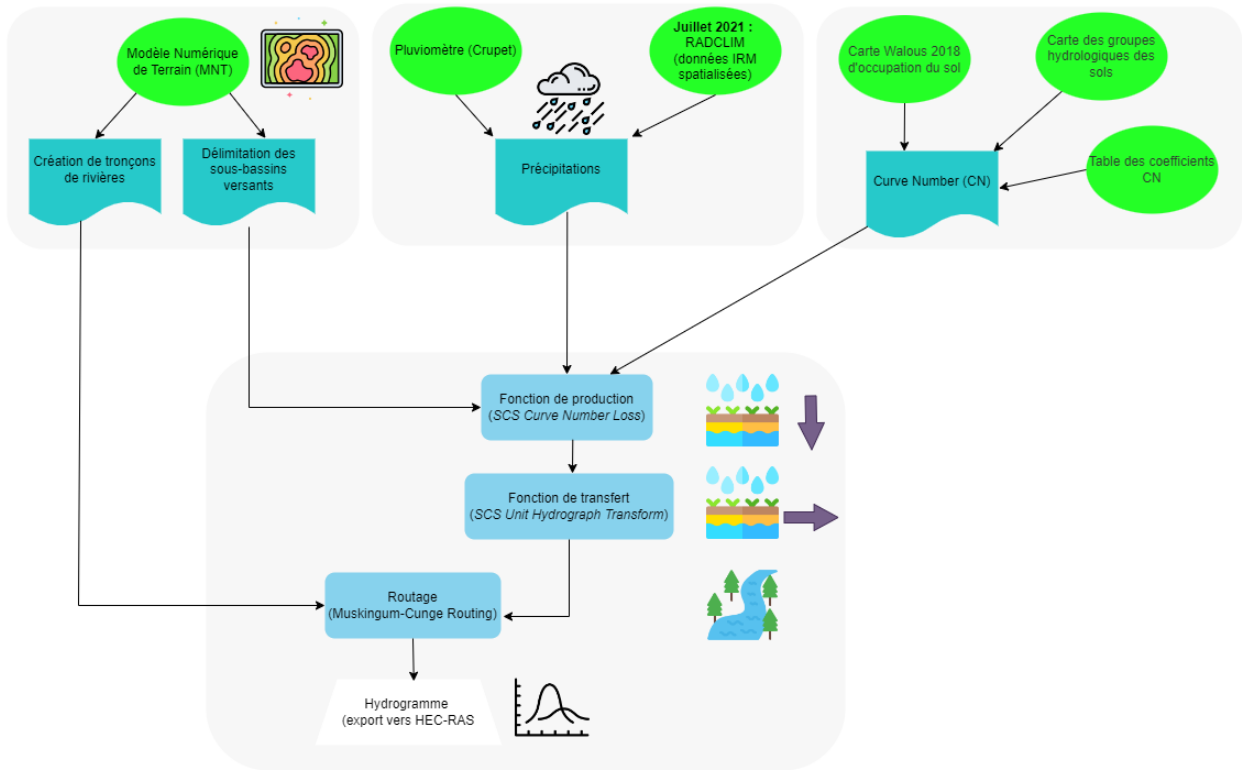 Modèle Numérique
de Terrain (MNT)
Création de tronçons
de rivières
Délimitation des
sous-bassins
versants
Pluviomètre (Crupet)
Juillet 2021 :
RADCLIM
(données IRM
spatialisées)
Précipitations
Carte Walous 2018
d'occupation du sol
Carte des groupes
hydrologiques des
sols
Table des coefficients
CN
Curve Number (CN)
Fonction de production
(SCS Curve Number Loss)
Fonction de transfert
(SCS Unit Hydrograph Transform)
Routage
(Muskingum-Cunge Routing)
Hydrogramme
(export vers HEC-RAS